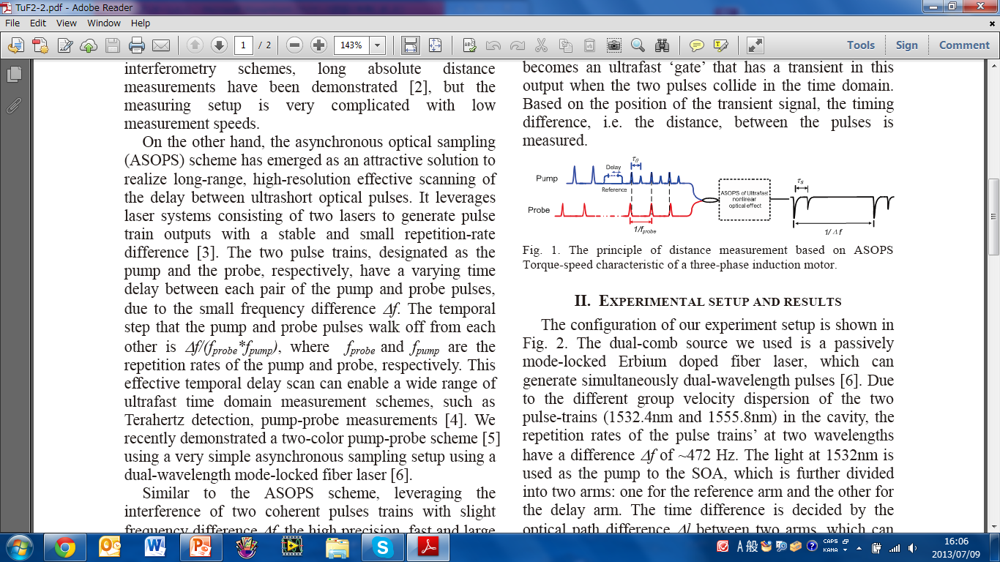 TuF2-2.pdf - Adobe Reader
File Edit View Window Help
1 / 2 143% Tools Sign Comment
interferometry schemes, long absolute distance
measurements have been demonstrated [2], but the
measuring setup is very complicated with low
measurement speeds.
On the other hand, the asynchronous optical sampling
(ASOPS) scheme has emerged as an attractive solution to
realize long-range, high-resolution effective scanning of
the delay between ultrashort optical pulses. It leverages
laser systems consisting of two lasers to generate pulse
train outputs with a stable and small repetition-rate
difference [3]. The two pulse trains, designated as the
pump and the probe, respectively, have a varying time
delay between each pair of the pump and probe pulses,
due to the small frequency difference Δf. The temporal
step that the pump and probe pulses walk off from each
other is Δf/(fprobe*fpump), where fprobe and fpump are the
repetition rates of the pump and probe, respectively. This
effective temporal delay scan can enable a wide range of
ultrafast time domain measurement schemes, such as
Terahertz detection, pump-probe measurements [4]. We
recently demonstrated a two-color pump-probe scheme [5]
using a very simple asynchronous sampling setup using a
dual-wavelength mode-locked fiber laser [6].
Similar to the ASOPS scheme, leveraging the
interference of two coherent pulses trains with slight
frequency difference Δf, the high precision, fast and large
becomes an ultrafast ‘gate’ that has a transient in this
output when the two pulses collide in the time domain.
Based on the position of the transient signal, the timing
difference, i.e. the distance, between the pulses is
measured.
Pump
Delay
Reference
Probe
1/fprobe
ASOPS of Ultrafast
nonlinear
optical effect
τs
1/Δf
Fig. 1. The principle of distance measurement based on ASOPS
Torque-speed characteristic of a three-phase induction motor.
II. EXPERIMENTAL SETUP AND RESULTS
The configuration of our experiment setup is shown in
Fig. 2. The dual-comb source we used is a passively
mode-locked Erbium doped fiber laser, which can
generate simultaneously dual-wavelength pulses [6]. Due
to the different group velocity dispersion of the two
pulse-trains (1532.4nm and 1555.8nm) in the cavity, the
repetition rates of the pulse trains’ at two wavelengths
have a difference Δf of ~472 Hz. The light at 1532nm is
used as the pump to the SOA, which is further divided
into two arms: one for the reference arm and the other for
the delay arm. The time difference is decided by the
optical path difference Δl between two arms, which can
A 般 CAPS KANA
16:06
2013/07/09